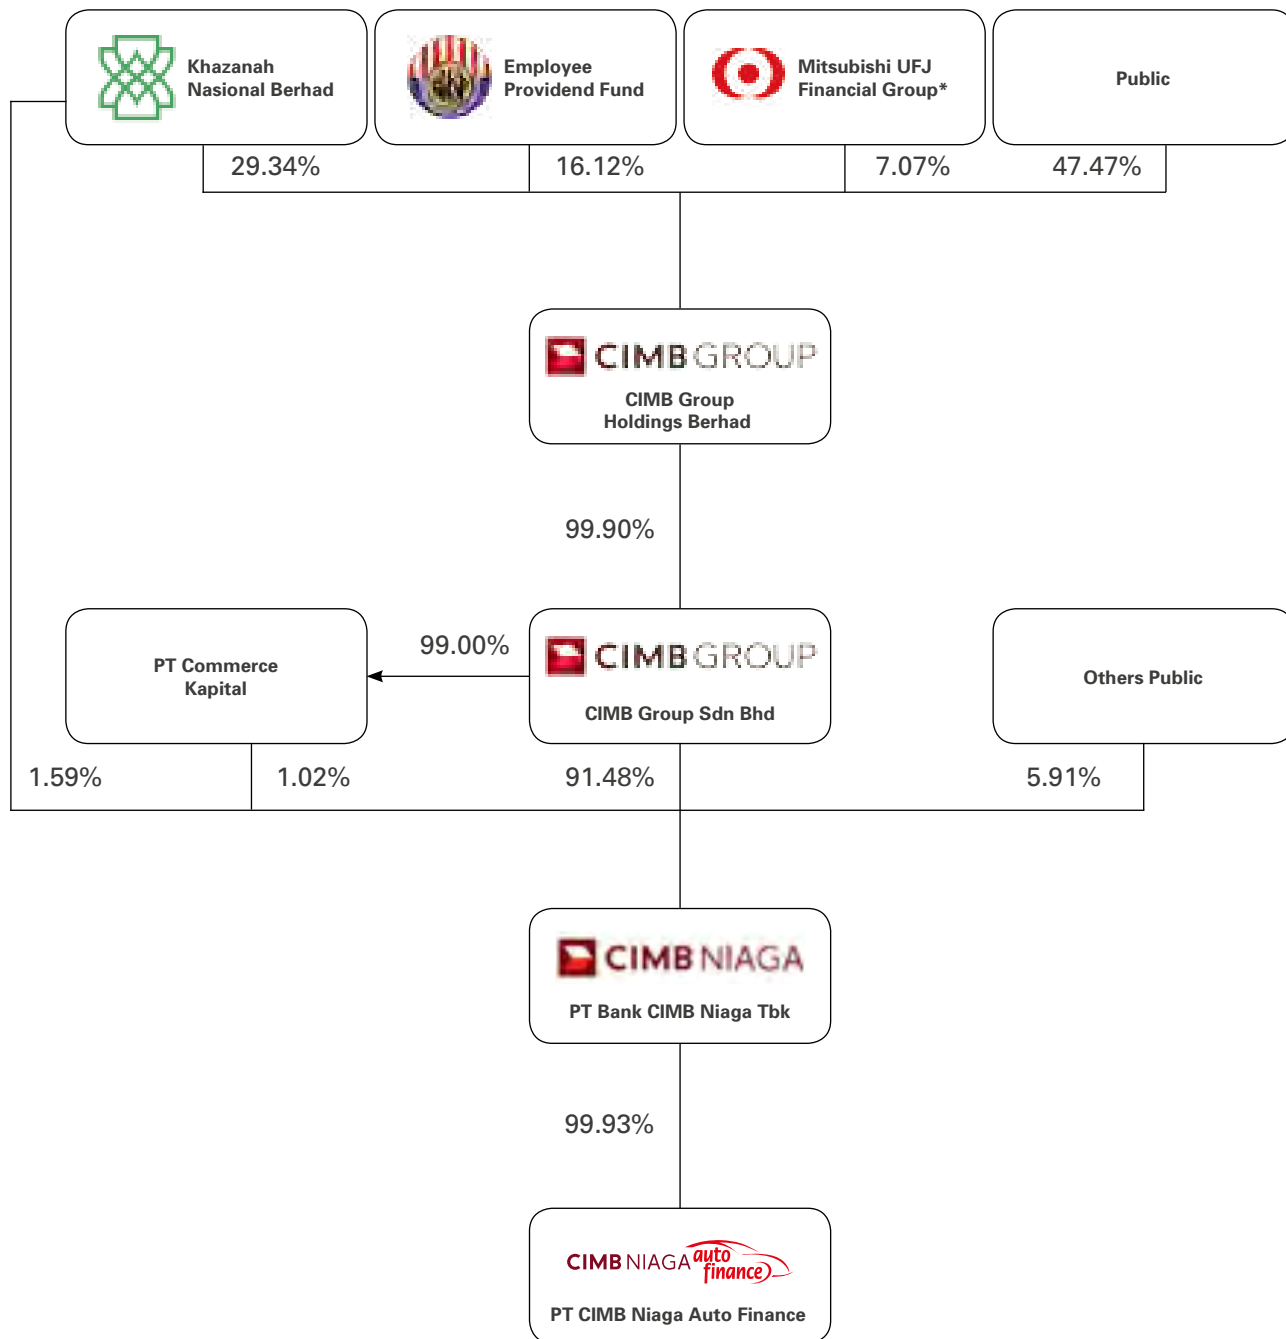 Khazanah
Nasional Berhad
Employee
Providend Fund
Mitsubishi UFJ
Financial Group*
Public
29.34%
16.12%
7.07%
47.47%
CIMB GROUP
CIMB Group
Holdings Berhad
99.90%
PT Commerce
Kapital
99.00%
CIMB GROUP
CIMB Group Sdn Bhd
Others Public
1.59%
1.02%
91.48%
5.91%
CIMB NIAGA
PT Bank CIMB Niaga Tbk
99.93%
CIMB NIAGA auto
finance
PT CIMB Niaga Auto Finance